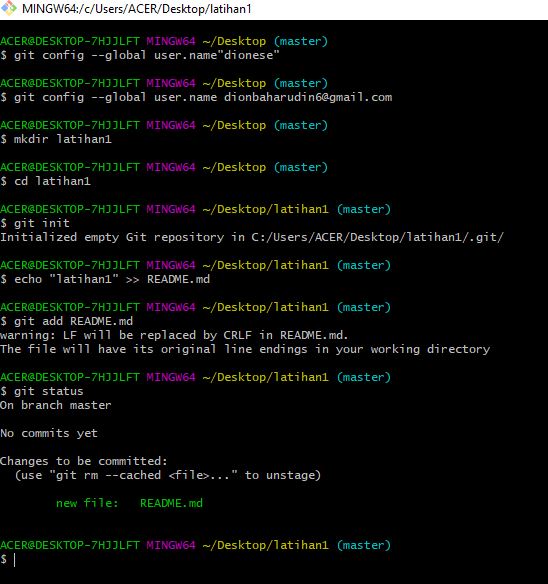 MINGW64:/c/Users/ACER/Desktop/latihan1
ACER@DESKTOP-7HJJLFT MINGW64 ~/Desktop (master)
$ git config --global user.name"dionese"
ACER@DESKTOP-7HJJLFT MINGW64 ~/Desktop (master)
$ git config --global user.name dionbaharudin6@gmail.com
ACER@DESKTOP-7HJJLFT MINGW64 ~/Desktop (master)
$ mkdir latihan1
ACER@DESKTOP-7HJJLFT MINGW64 ~/Desktop (master)
$ cd latihan1
ACER@DESKTOP-7HJJLFT MINGW64 ~/Desktop/latihan1 (master)
$ git init
Initialized empty Git repository in C:/Users/ACER/Desktop/latihan1/.git/
ACER@DESKTOP-7HJJLFT MINGW64 ~/Desktop/latihan1 (master)
$ echo "latihan1" >> README.md
ACER@DESKTOP-7HJJLFT MINGW64 ~/Desktop/latihan1 (master)
$ git add README.md
warning: LF will be replaced by CRLF in README.md.
The file will have its original line endings in your working directory
ACER@DESKTOP-7HJJLFT MINGW64 ~/Desktop/latihan1 (master)
$ git status
On branch master
No commits yet
Changes to be committed:
(use "git rm --cached <file>..." to unstage)
new file: README.md
ACER@DESKTOP-7HJJLFT MINGW64 ~/Desktop/latihan1 (master)
$